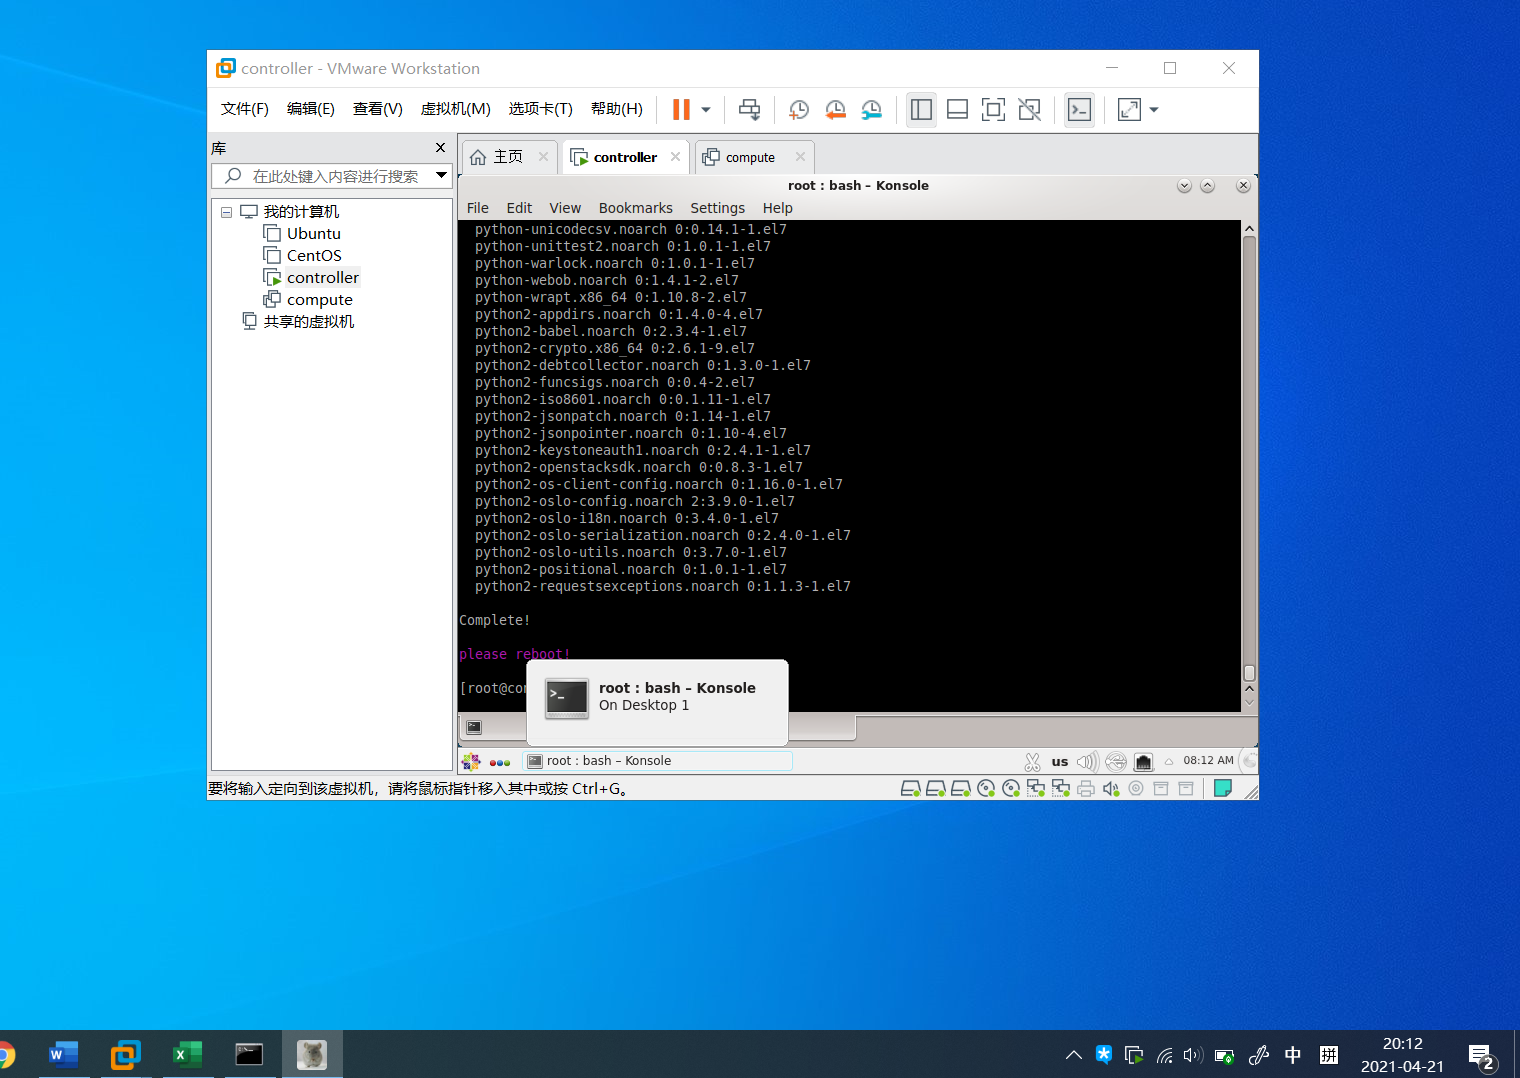 controller - VMware Workstation
文件(F) 编辑(E) 查看(V) 虚拟机(M) 选项卡(T) 帮助(H)
库
在此处键入内容进行搜索
我的计算机
Ubuntu
CentOS
controller
compute
共享的虚拟机
主页 controller compute
root : bash – Konsole
File Edit View Bookmarks Settings Help
python-unicodecsv.noarch 0:0.14.1-1.el7
python-unittest2.noarch 0:1.0.1-1.el7
python-warlock.noarch 0:1.0.1-1.el7
python-webob.noarch 0:1.4.1-2.el7
python-wrapt.x86_64 0:1.10.8-2.el7
python2-appdirs.noarch 0:1.4.0-4.el7
python2-babel.noarch 0:2.3.4-1.el7
python2-crypto.x86_64 0:2.6.1-9.el7
python2-debtcollector.noarch 0:1.3.0-1.el7
python2-funcsigs.noarch 0:0.4-2.el7
python2-iso8601.noarch 0:0.1.11-1.el7
python2-jsonpatch.noarch 0:1.14-1.el7
python2-jsonpointer.noarch 0:1.10-4.el7
python2-keystoneauth1.noarch 0:2.4.1-1.el7
python2-openstacksdk.noarch 0:0.8.3-1.el7
python2-os-client-config.noarch 0:1.16.0-1.el7
python2-oslo-config.noarch 2:3.9.0-1.el7
python2-oslo-i18n.noarch 0:3.4.0-1.el7
python2-oslo-serialization.noarch 0:2.4.0-1.el7
python2-oslo-utils.noarch 0:3.7.0-1.el7
python2-positional.noarch 0:1.0.1-1.el7
python2-requestsexceptions.noarch 0:1.1.3-1.el7
Complete!
please reboot!
[root@con
root : bash – Konsole
On Desktop 1
root : bash – Konsole
us
08:12 AM
要将输入定向到该虚拟机，请将鼠标指针移入其中或按 Ctrl+G。
中 拼
20:12
2021-04-21
2